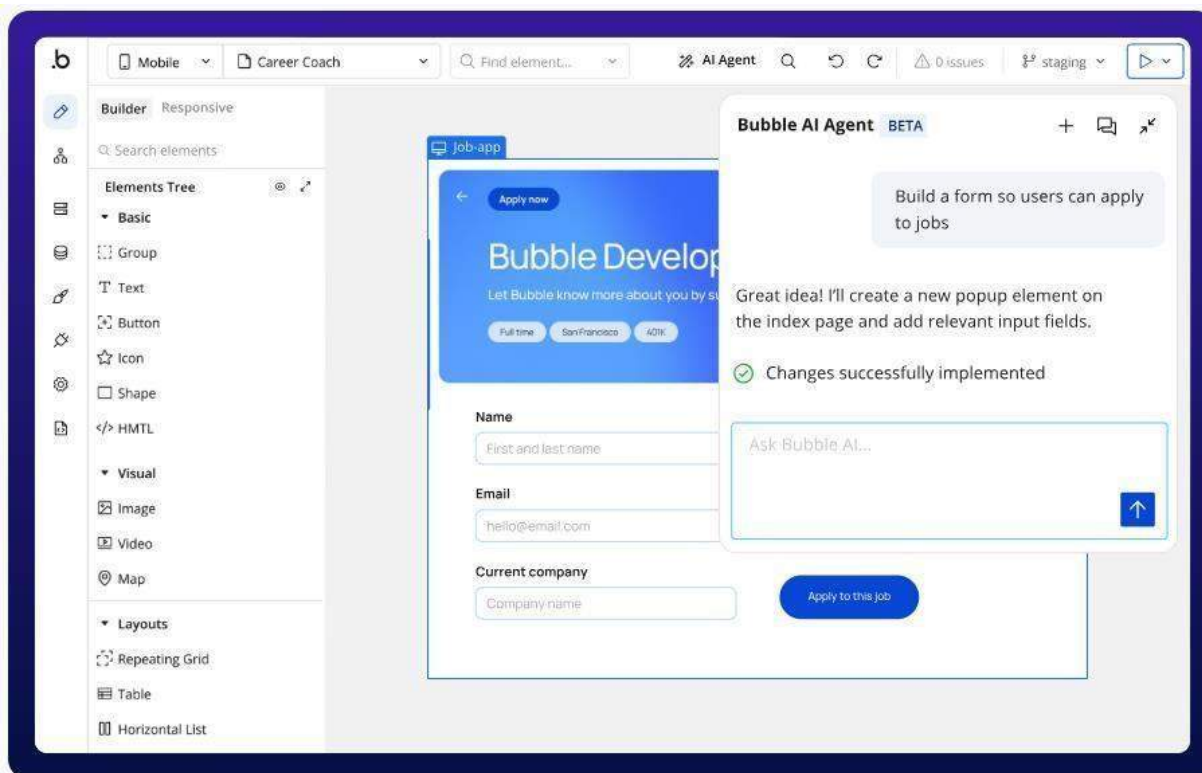 .b
Mobile
Career Coach
Find element...
AI Agent
0 issues
staging
Builder Responsive
Search elements
Elements Tree
Basic
Group
Text
Button
Icon
Shape
</> HMTL
Visual
Image
Video
Map
Layouts
Repeating Grid
Table
Horizontal List
Job-app
Apply now
Bubble Develop
Let Bubble know more about you by su
Full time
San Francisco
401K
Name
First and last name
Email
hello@email.com
Current company
Company name
Apply to this job
Bubble AI Agent BETA
Build a form so users can apply
to jobs
Great idea! I'll create a new popup element on
the index page and add relevant input fields.
Changes successfully implemented
Ask Bubble AI...